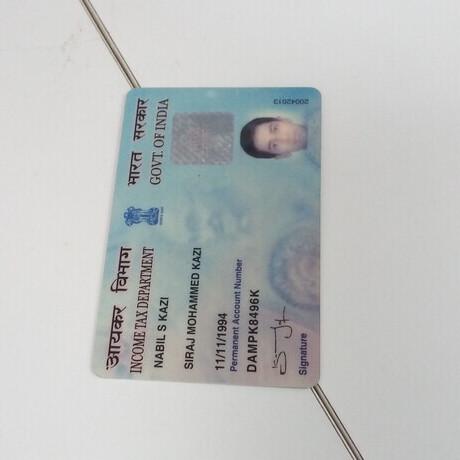 आयकर विभाग भारत सरकार
INCOME TAX DEPARTMENT GOVT. OF INDIA
NABIL S KAZI
SIRAJ MOHAMMED KAZI
11/11/1994
Permanent Account Number
DAMPK8496K
Signature
20042013